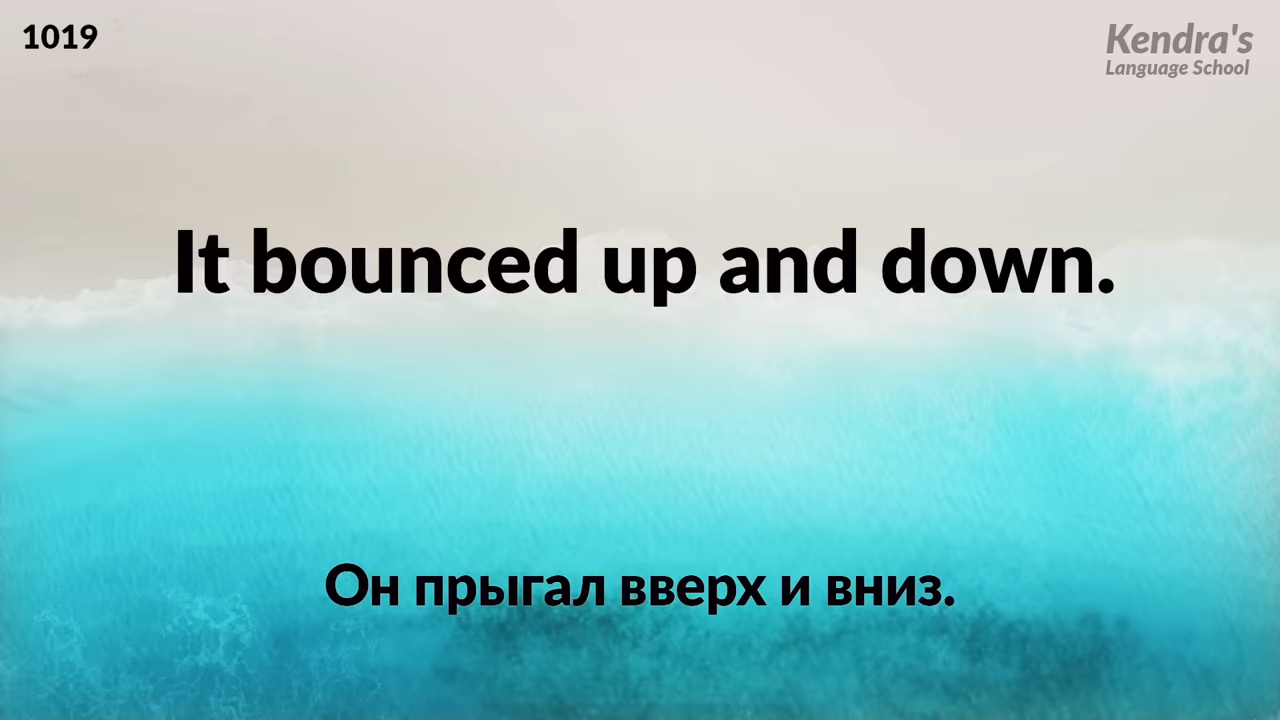 1019
Kendra's
Language School
It bounced up and down.
Он прыгал вверх и вниз.